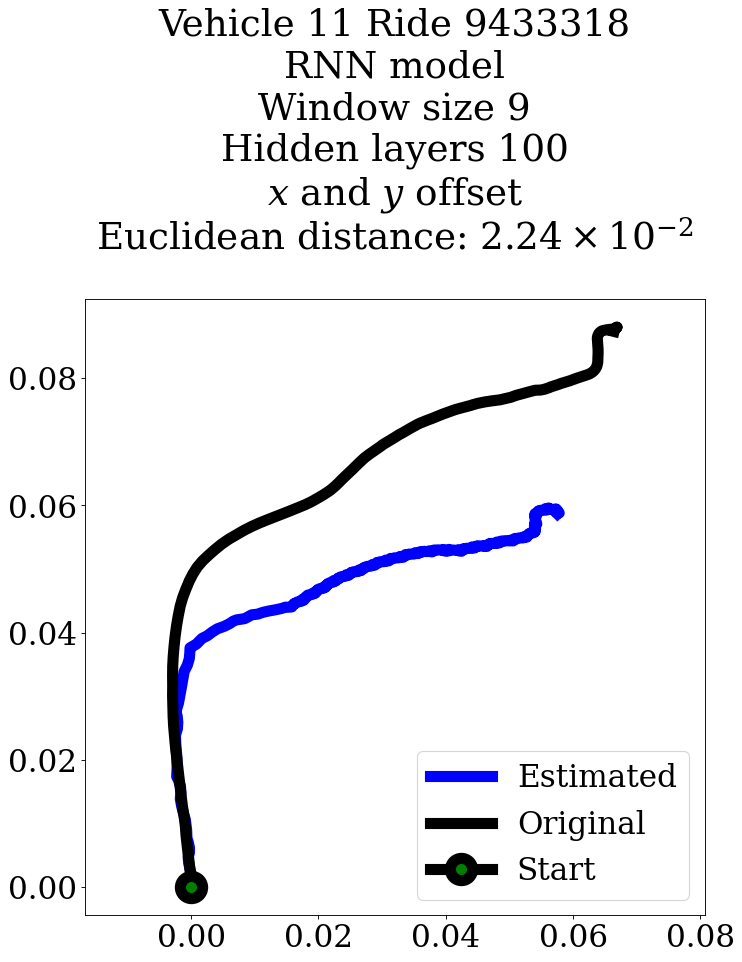 Vehicle 11 Ride 9433318
RNN model
Window size 9
Hidden layers 100
x and y offset
Euclidean distance: 2.24 × 10⁻²
0.08
0.06
0.04
0.02
0.00
Estimated
Original
Start
0.00 0.02 0.04 0.06 0.08